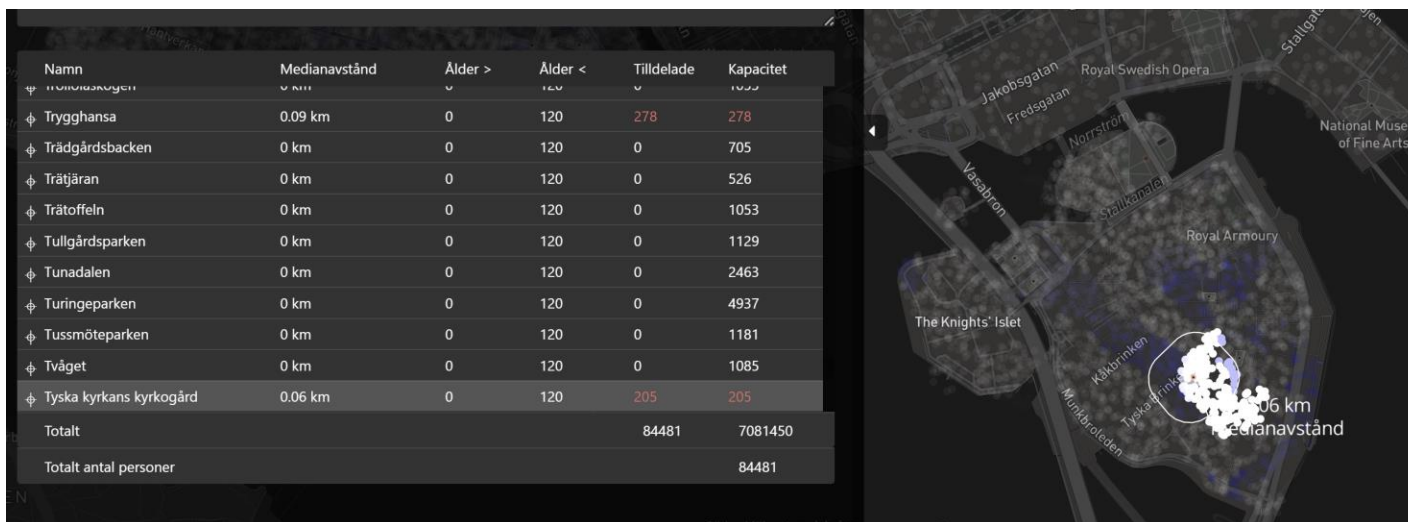 Namn Medianavstånd Ålder > Ålder < Tilldelade Kapacitet
Trygghansa 0.09 km 0 120 278 278
Trädgårdsbacken 0 km 0 120 0 705
Trätjäran 0 km 0 120 0 526
Trätoffeln 0 km 0 120 0 1053
Tullgårdsparken 0 km 0 120 0 1129
Tunadalen 0 km 0 120 0 2463
Turingeparken 0 km 0 120 0 4937
Tussmöteparken 0 km 0 120 0 1181
Tvåget 0 km 0 120 0 1085
Tyska kyrkans kyrkogård 0.06 km 0 120 205 205
Totalt 84481 7081450
Totalt antal personer 84481
Stallgata
Jakobsgatan
Royal Swedish Opera
Fredsgatan
Norrström
National Muse
of Fine Arts
Vasabron
Stallkanalen
Royal Armoury
The Knights' Islet
Kåkbrinken
Tyska Brink
Munkbroleden
06 km
Medianavstånd